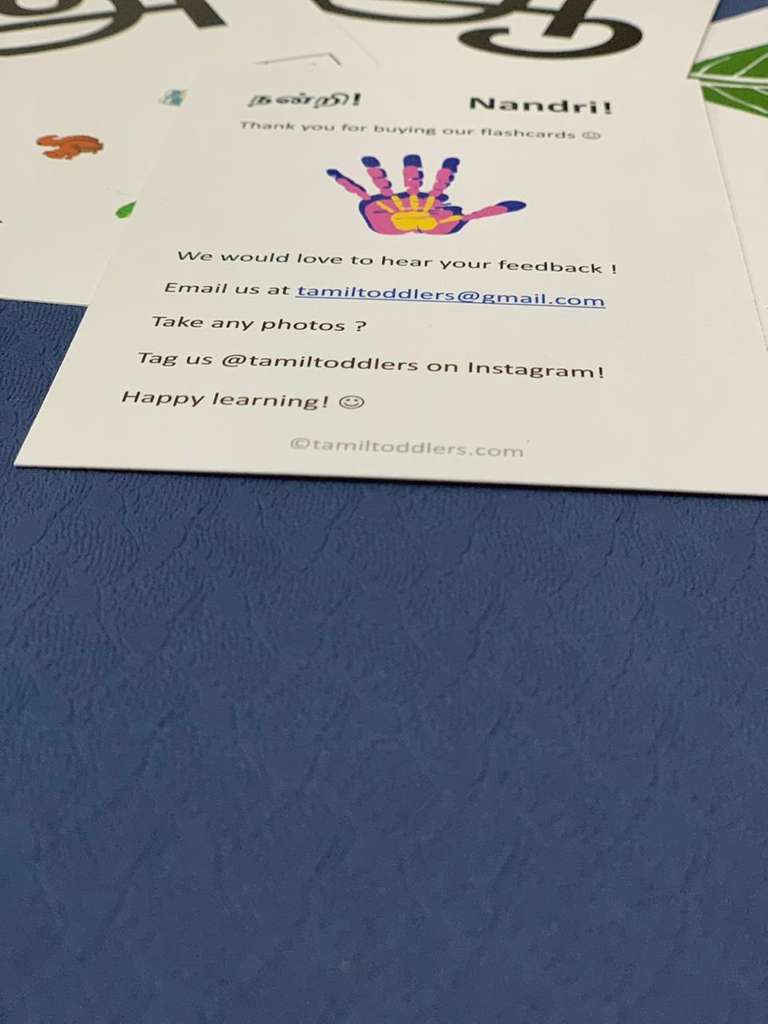 நன்றி! Nandri!
Thank you for buying our flashcards ☺
We would love to hear your feedback !
Email us at tamiltoddlers@gmail.com
Take any photos ?
Tag us @tamiltoddlers on Instagram!
Happy learning! ☺
©tamiltoddlers.com